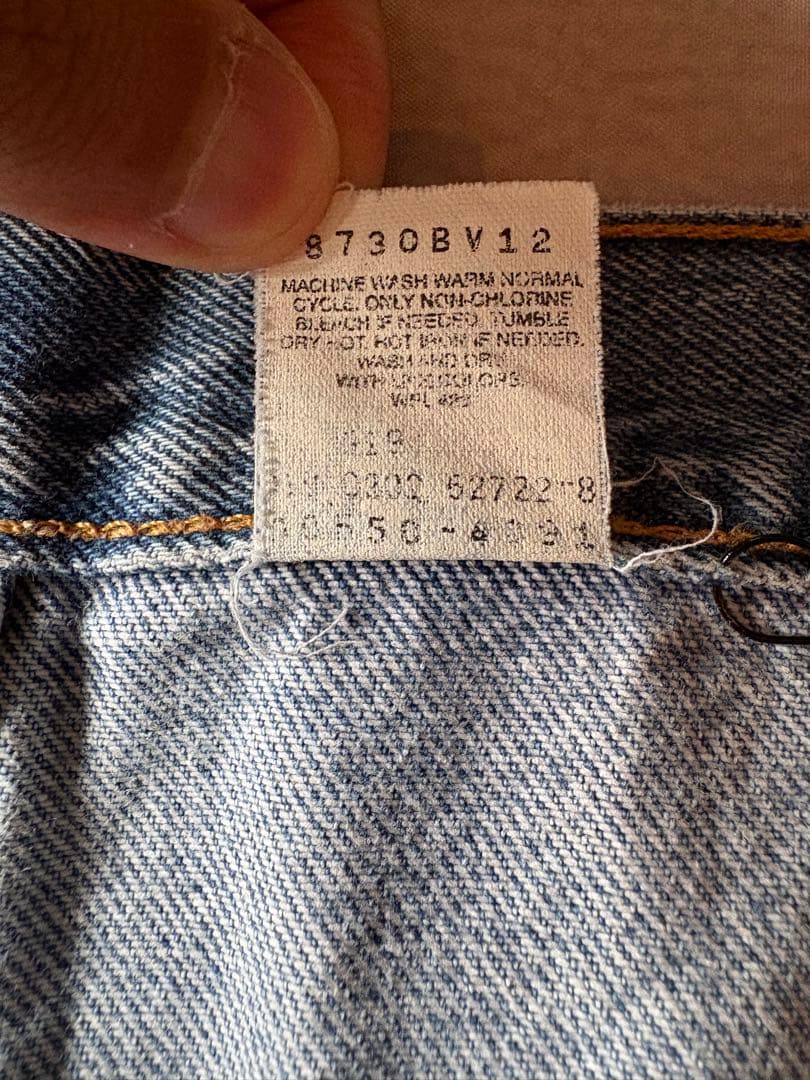 8730BV12
MACHINE WASH WARM NORMAL
CYCLE. ONLY NON-CHLORINE
BLEACH IF NEEDED. TUMBLE
DRY HOT. HOT IRON IF NEEDED.
WASH AND DRY
WITH COLORS.
WPL
0302 52722-8